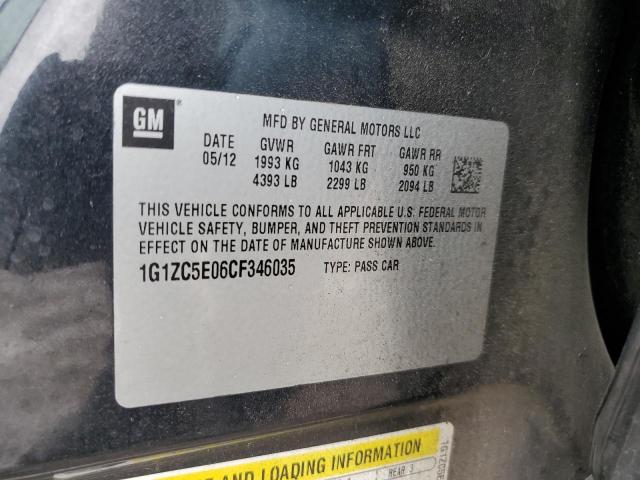 GM ®
MFD BY GENERAL MOTORS LLC
DATE GVWR GAWR FRT GAWR RR
05/12 1993 KG 1043 KG 950 KG
4393 LB 2299 LB 2094 LB
THIS VEHICLE CONFORMS TO ALL APPLICABLE U.S. FEDERAL MOTOR
VEHICLE SAFETY, BUMPER, AND THEFT PREVENTION STANDARDS IN
EFFECT ON THE DATE OF MANUFACTURE SHOWN ABOVE.
1G1ZC5E06CF346035 TYPE: PASS CAR
AND LOADING INFORMATION
REAR 3
1G1ZC5E